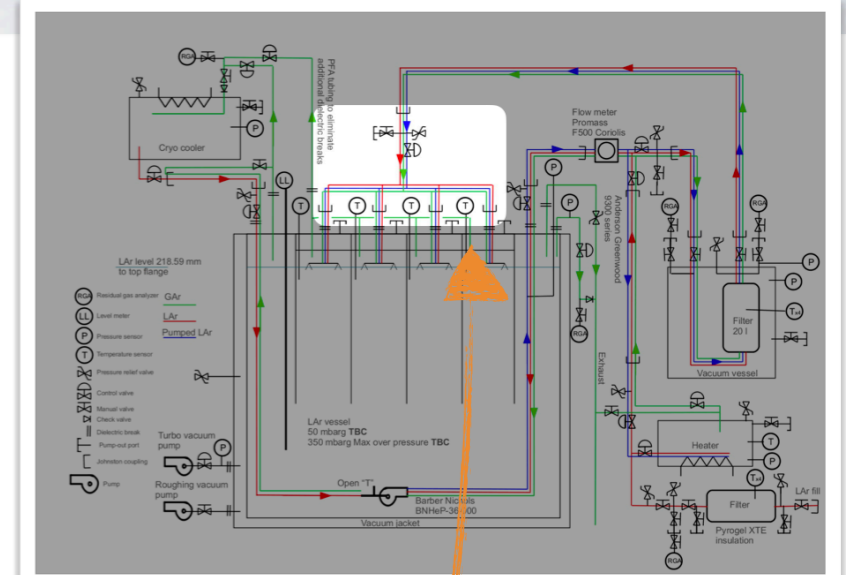 RGA
Cryo cooler
P
PFA tubing to eliminate
additional dielectric breaks
LL
T
T
T
T
P
P
Flow meter
Promass
F500 Coriolis
Anderson Greenwood
9300 series
RGA
RGA
P
P
Filter
20 l
Vacuum vessel
LAr level 218.59 mm
to top flange
RGA Residual gas analyzer
LL Level meter
P Pressure sensor
T Temperature sensor
Pressure relief valve
Control valve
Manual valve
Check valve
Dielectric break
Pump-out port
Johnston coupling
Pump
GAr
LAr
Pumped LAr
RGA
Exhaust
LAr vessel
50 mbarg TBC
350 mbarg Max over pressure TBC
Turbo vacuum
pump
P
Roughing vacuum
pump
Open "T"
Barber Nichols
Vacuum jacket
Heater
T
P
Filter
LAr fill
Pyrogel XTE
insulation
RGA